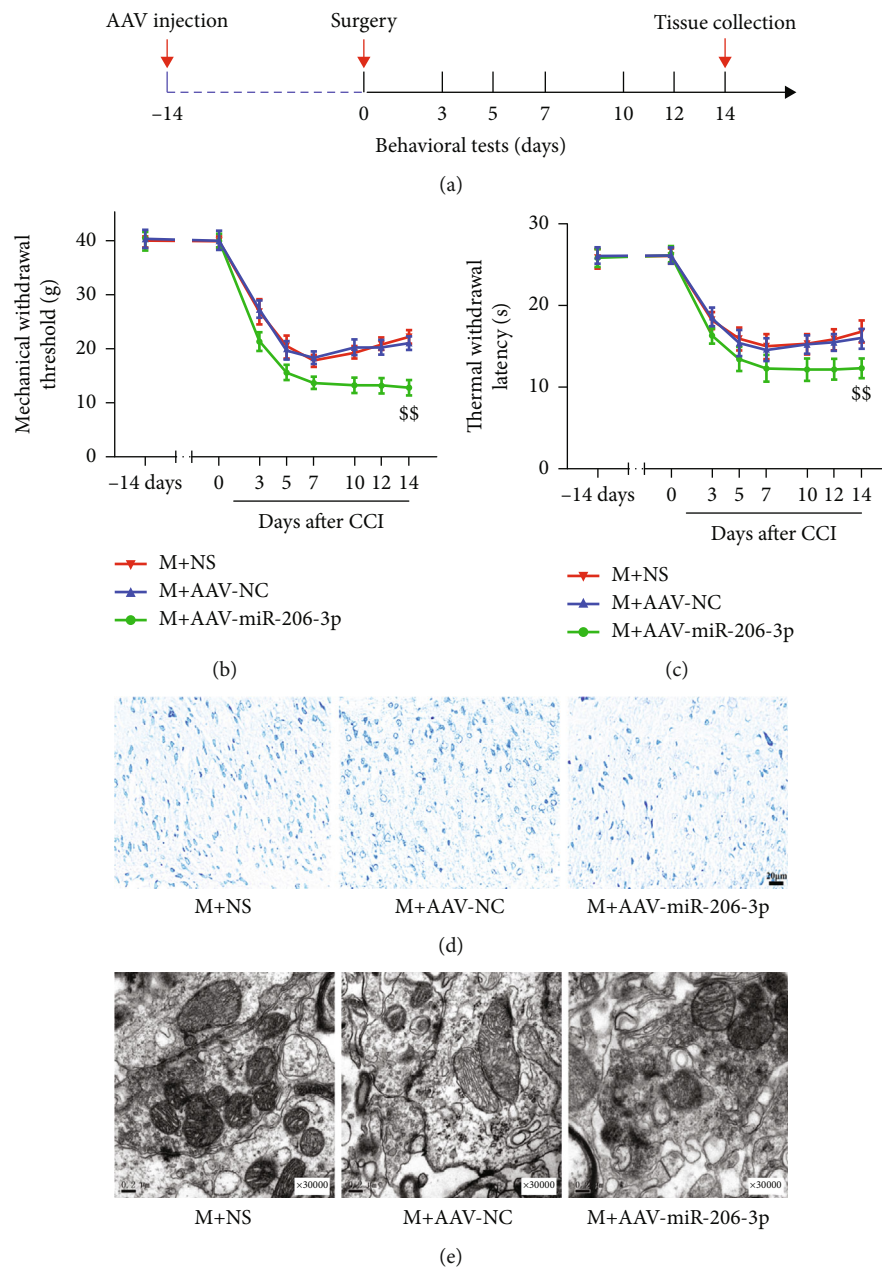 AAV injection Surgery Tissue collection
–14 0 3 5 7 10 12 14
Behavioral tests (days)
(a)
Mechanical withdrawal
threshold (g)
40
30
20
10
0
$$
–14 days 0 3 5 7 10 12 14
Days after CCI
M+NS
M+AAV-NC
M+AAV-miR-206-3p
(b)
Thermal withdrawal
latency (s)
30
20
10
0
$$
–14 days 0 3 5 7 10 12 14
Days after CCI
M+NS
M+AAV-NC
M+AAV-miR-206-3p
(c)
20μm
M+NS M+AAV-NC M+AAV-miR-206-3p
(d)
×30000 ×30000 ×30000
M+NS M+AAV-NC M+AAV-miR-206-3p
(e)